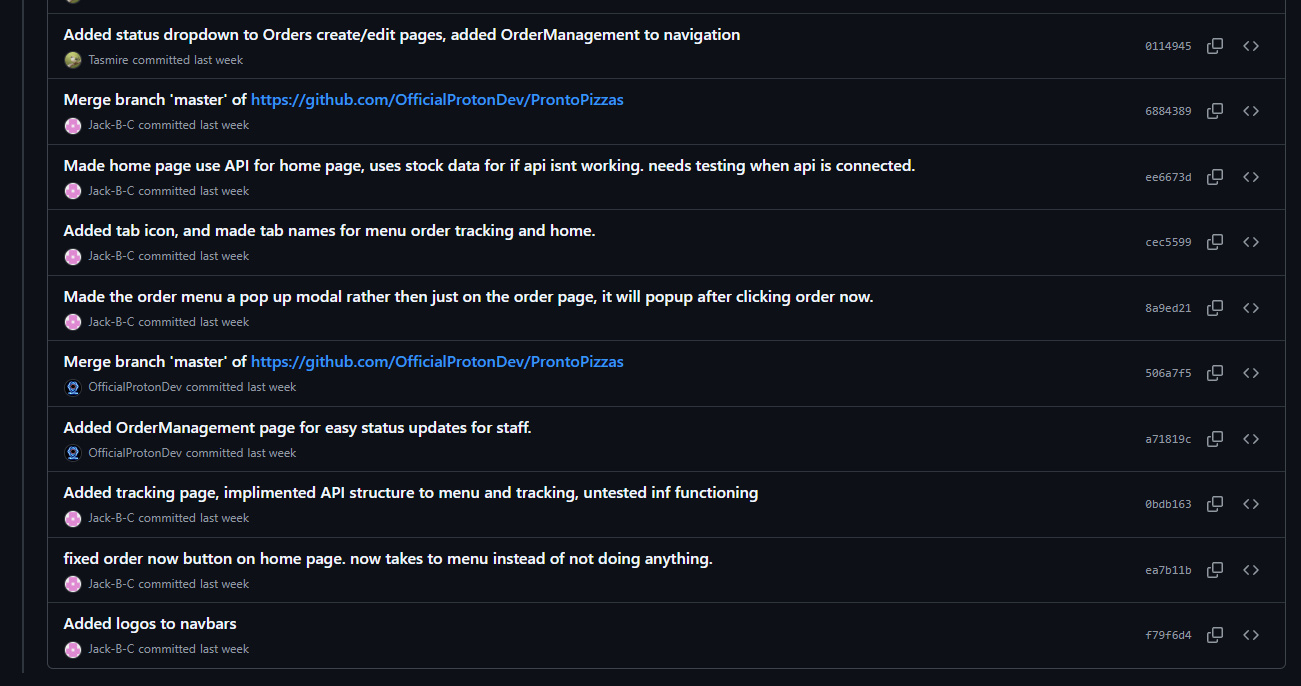 Added status dropdown to Orders create/edit pages, added OrderManagement to navigation
0114945
Tasmire committed last week
Merge branch 'master' of https://github.com/OfficialProtonDev/ProntoPizzas
6884389
Jack-B-C committed last week
Made home page use API for home page, uses stock data for if api isnt working. needs testing when api is connected.
ee6673d
Jack-B-C committed last week
Added tab icon, and made tab names for menu order tracking and home.
cec5599
Jack-B-C committed last week
Made the order menu a pop up modal rather then just on the order page, it will popup after clicking order now.
8a9ed21
Jack-B-C committed last week
Merge branch 'master' of https://github.com/OfficialProtonDev/ProntoPizzas
506a7f5
OfficialProtonDev committed last week
Added OrderManagement page for easy status updates for staff.
a71819c
OfficialProtonDev committed last week
Added tracking page, implimented API structure to menu and tracking, untested inf functioning
0bdb163
Jack-B-C committed last week
fixed order now button on home page. now takes to menu instead of not doing anything.
ea7b11b
Jack-B-C committed last week
Added logos to navbars
f79f6d4
Jack-B-C committed last week